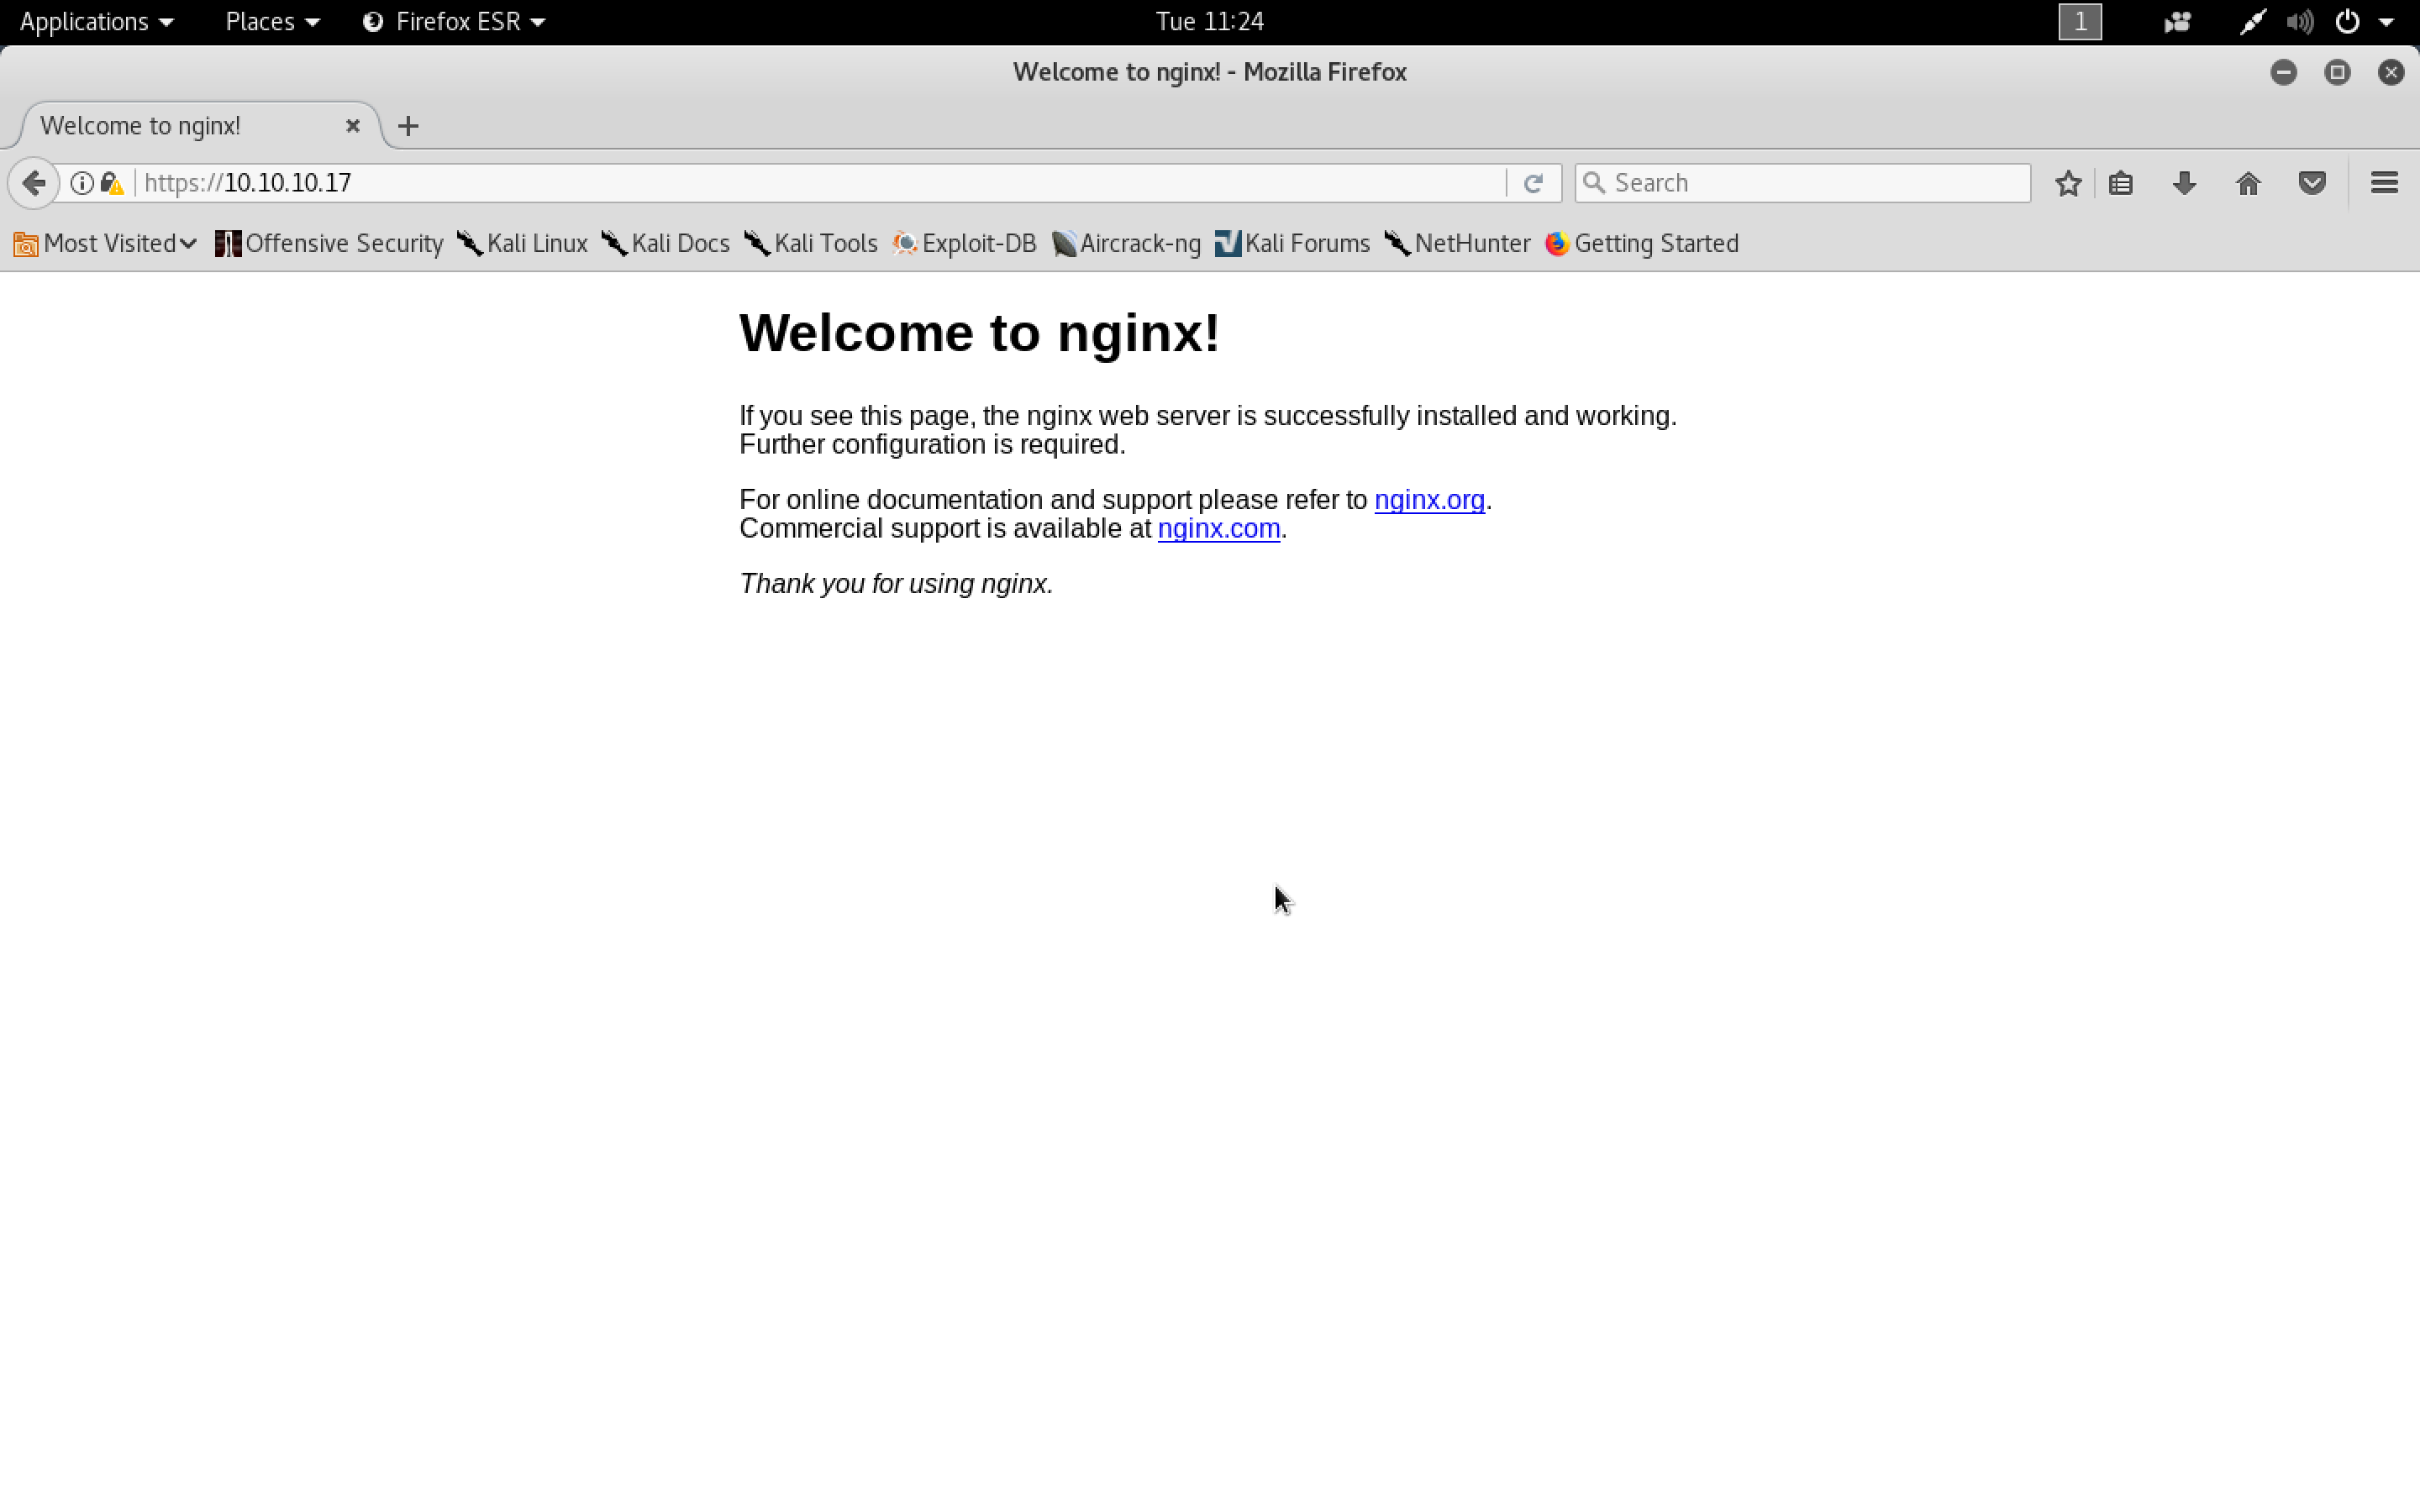 Applications Places Firefox ESR Tue 11:24 1
Welcome to nginx! - Mozilla Firefox
Welcome to nginx!
https://10.10.10.17 Search
Most Visited Offensive Security Kali Linux Kali Docs Kali Tools Exploit-DB Aircrack-ng Kali Forums NetHunter Getting Started
Welcome to nginx!
If you see this page, the nginx web server is successfully installed and working.
Further configuration is required.
For online documentation and support please refer to nginx.org.
Commercial support is available at nginx.com.
Thank you for using nginx.